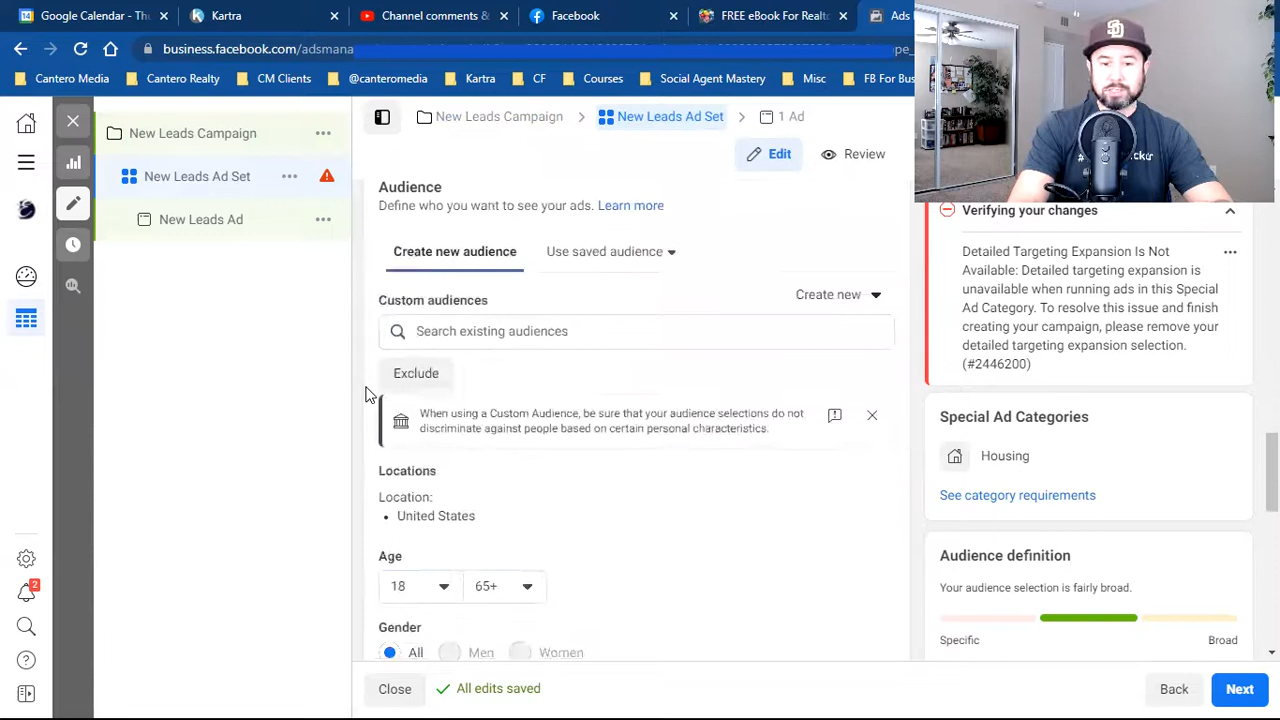 Google Calendar - Thu
Kartra
Channel comments &
Facebook
FREE eBook For Realto
Ads
business.facebook.com/adsmana
Cantero Media
Cantero Realty
CM Clients
@canteromedia
Kartra
CF
Courses
Social Agent Mastery
Misc
FB For Bus
New Leads Campaign
New Leads Ad Set
New Leads Ad
New Leads Campaign
New Leads Ad Set
1 Ad
Edit
Review
Audience
Define who you want to see your ads. Learn more
Create new audience
Use saved audience
Custom audiences
Create new
Search existing audiences
Exclude
When using a Custom Audience, be sure that your audience selections do not
discriminate against people based on certain personal characteristics.
Locations
Location:
• United States
Age
18
65+
Gender
All
Men
Women
Close
All edits saved
Back
Next
Verifying your changes
Detailed Targeting Expansion Is Not
Available: Detailed targeting expansion is
unavailable when running ads in this Special
Ad Category. To resolve this issue and finish
creating your campaign, please remove your
detailed targeting expansion selection.
(#2446200)
Special Ad Categories
Housing
See category requirements
Audience definition
Your audience selection is fairly broad.
Specific
Broad
2
14
SD